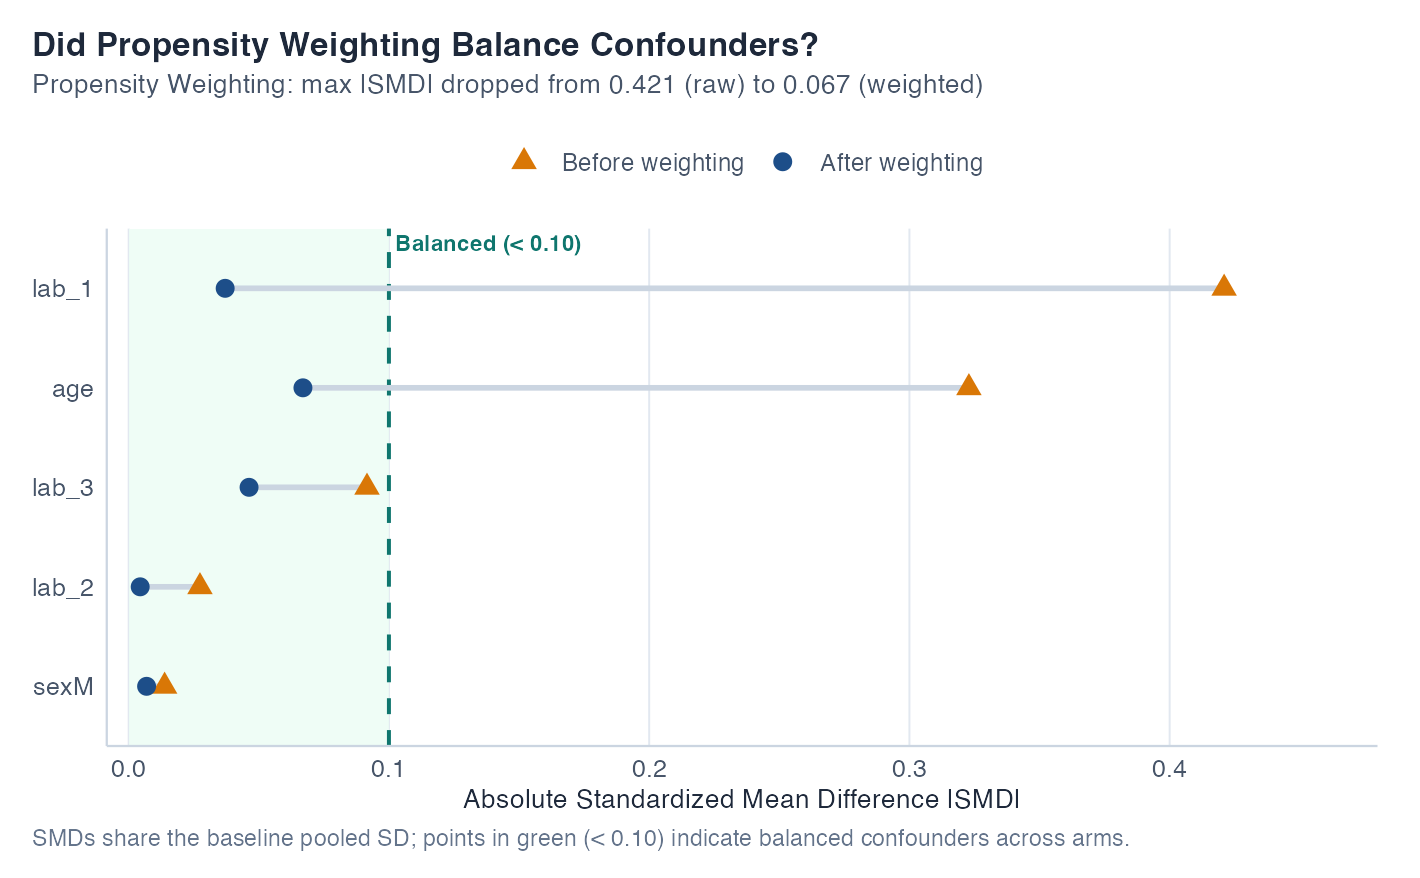 Did Propensity Weighting Balance Confounders?
Propensity Weighting: max |SMD| dropped from 0.421 (raw) to 0.067 (weighted)
Before weighting After weighting
Balanced (< 0.10)
lab_1
age
lab_3
lab_2
sexM
0.0 0.1 0.2 0.3 0.4
Absolute Standardized Mean Difference |SMD|
SMDs share the baseline pooled SD; points in green (< 0.10) indicate balanced confounders across arms.